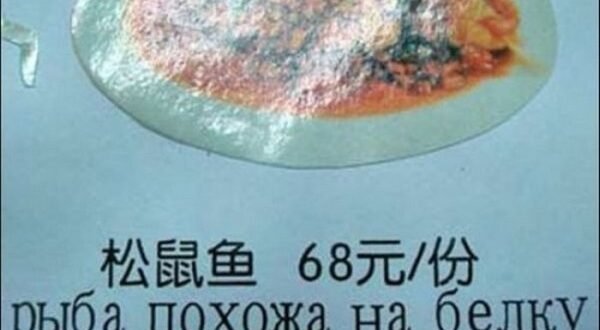 松鼠鱼 68元/份
рыба похожа на белку